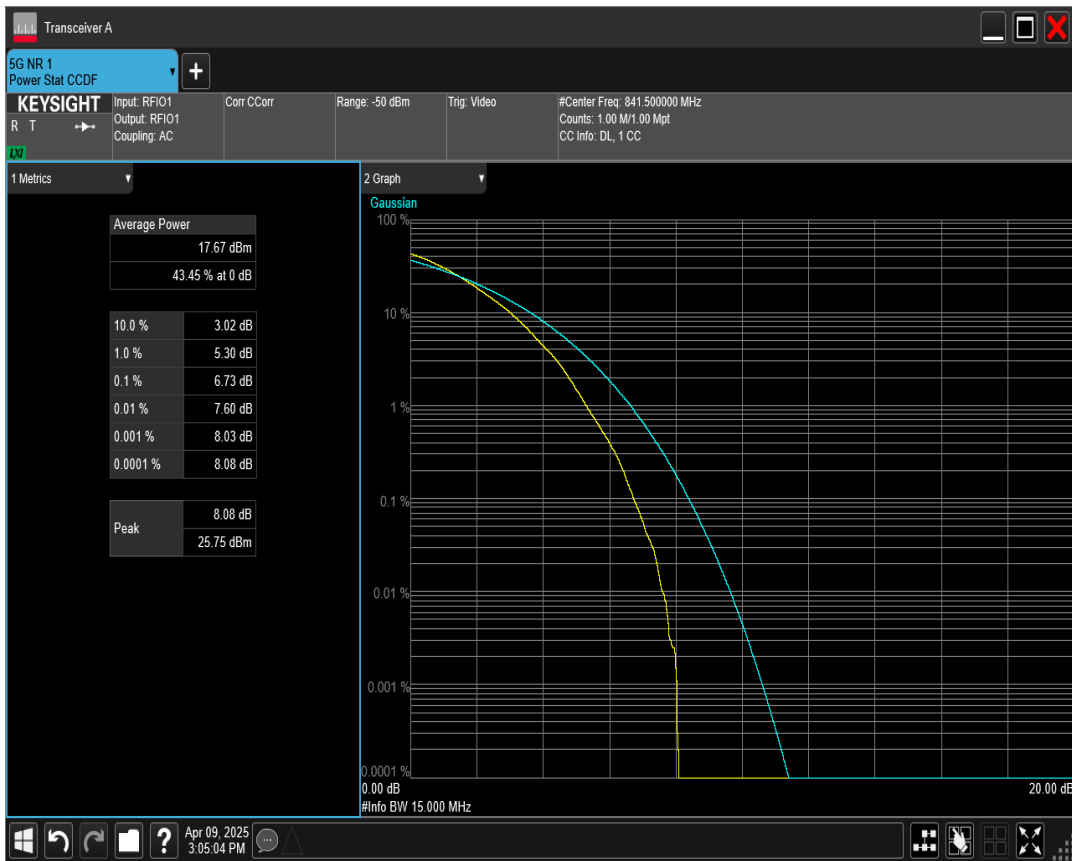 Transceiver A
5G NR 1
Power Stat CCDF
+
KEYSIGHT
R T
LXI
Input: RFIO1
Output: RFIO1
Coupling: AC
Corr CCorr
Range: -50 dBm
Trig: Video
#Center Freq: 841.500000 MHz
Counts: 1.00 M/1.00 Mpt
CC Info: DL, 1 CC
1 Metrics
Average Power
17.67 dBm
43.45 % at 0 dB
10.0 % 3.02 dB
1.0 % 5.30 dB
0.1 % 6.73 dB
0.01 % 7.60 dB
0.001 % 8.03 dB
0.0001 % 8.08 dB
Peak
8.08 dB
25.75 dBm
2 Graph
Gaussian
100 %
10 %
1 %
0.1 %
0.01 %
0.001 %
0.0001 %
0.00 dB 20.00 dB
#Info BW 15.000 MHz
?
Apr 09, 2025
3:05:04 PM